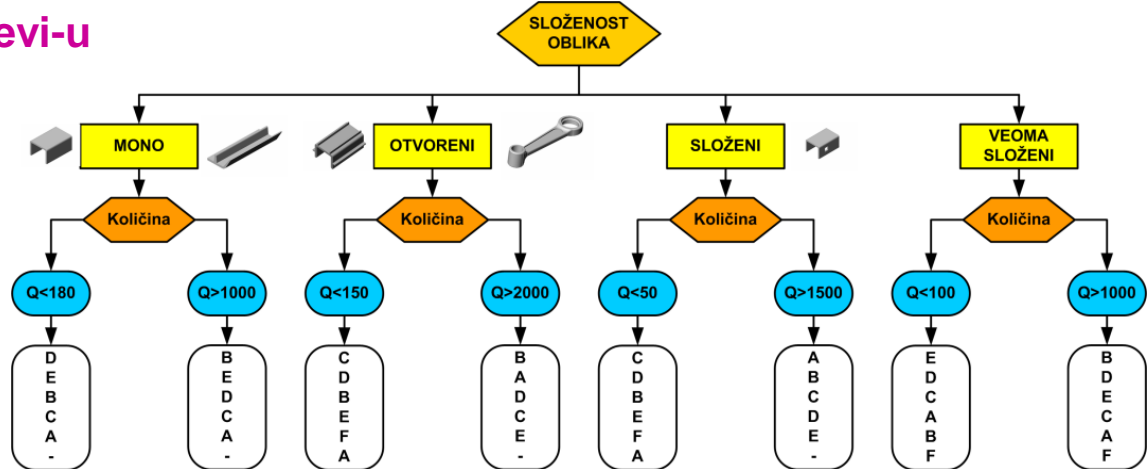 evi-u
SLOŽENOST
OBLIKA
MONO
OTVORENI
SLOŽENI
VEOMA
SLOŽENI
Količina
Količina
Količina
Količina
Q<180
Q>1000
Q<150
Q>2000
Q<50
Q>1500
Q<100
Q>1000
D
E
B
C
A
-
B
E
D
C
A
-
C
D
B
E
F
A
B
A
D
C
E
-
C
D
B
E
F
A
A
B
C
D
E
-
E
D
C
A
B
F
B
D
E
C
A
F